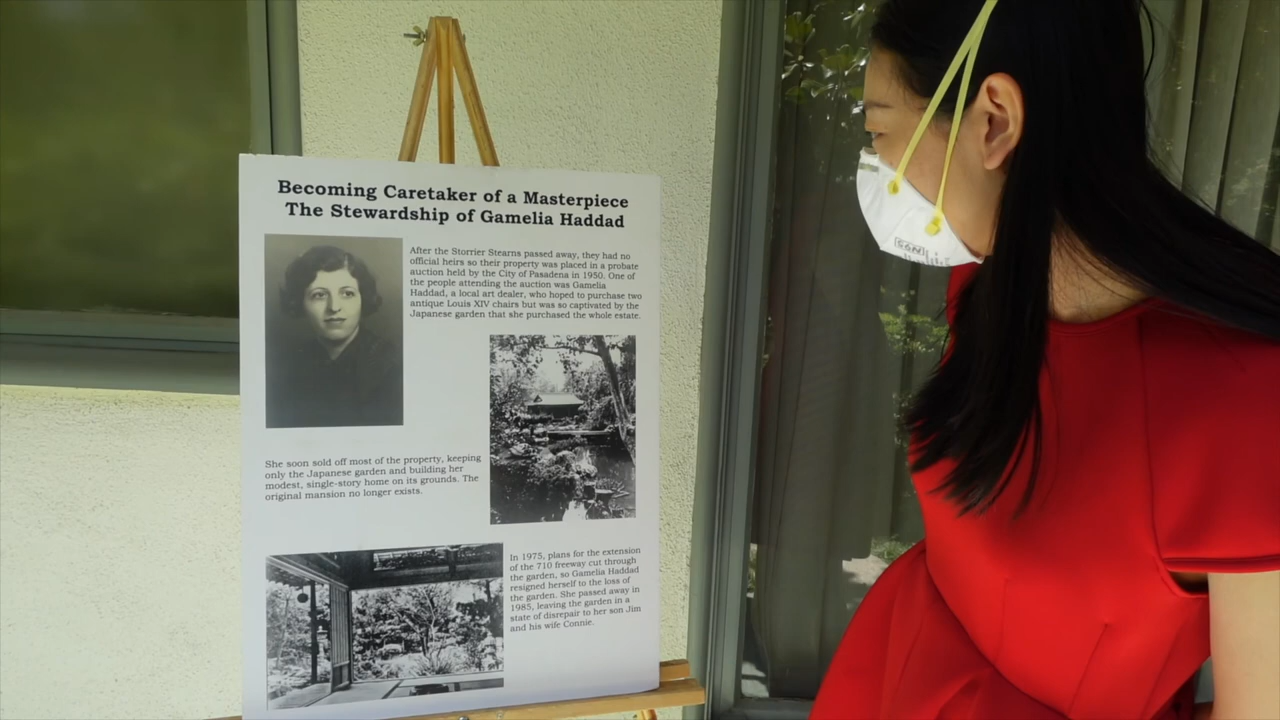 Becoming Caretaker of a Masterpiece
The Stewardship of Gamelia Haddad
After the Storrier Stearns passed away, they had no
official heirs so their property was placed in a probate
auction held by the City of Pasadena in 1950. One of
the people attending the auction was Gamelia
Haddad, a local art dealer, who hoped to purchase two
antique Louis XIV chairs but was so captivated by the
Japanese garden that she purchased the whole estate.
She soon sold off most of the property, keeping
only the Japanese garden and building her
modest, single-story home on its grounds. The
original mansion no longer exists.
In 1975, plans for the extension
of the 710 freeway cut through
the garden, so Gamelia Haddad
resigned herself to the loss of
the garden. She passed away in
1985, leaving the garden in a
state of disrepair to her son Jim
and his wife Connie.